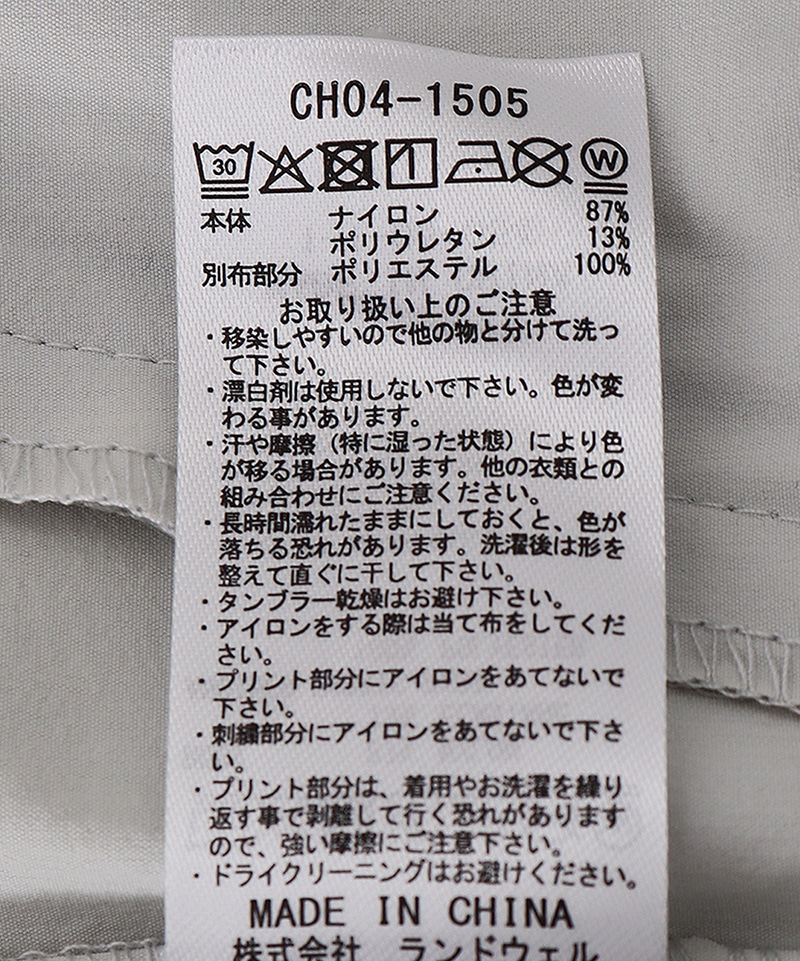 CH04-1505
30 W
本体 ナイロン 87%
ポリウレタン 13%
別布部分 ポリエステル 100%
お取り扱い上のご注意
・移染しやすいので他の物と分けて洗っ
て下さい。
・漂白剤は使用しないで下さい。色が変
わる事があります。
・汗や摩擦（特に湿った状態）により色
が移る場合があります。他の衣類との
組み合わせにご注意ください。
・長時間濡れたままにしておくと、色が
落ちる恐れがあります。洗濯後は形を
整えて直ぐに干して下さい。
・タンブラー乾燥はお避け下さい。
・アイロンをする際は当て布をしてくだ
さい。
・プリント部分にアイロンをあてないで
下さい。
・刺繍部分にアイロンをあてないで下さ
い。
・プリント部分は、着用やお洗濯を繰り
返す事で剥離して行く恐れがあります
ので、強い摩擦にご注意下さい。
・ドライクリーニングはお避けください。
MADE IN CHINA
株式会社 ランドウェル